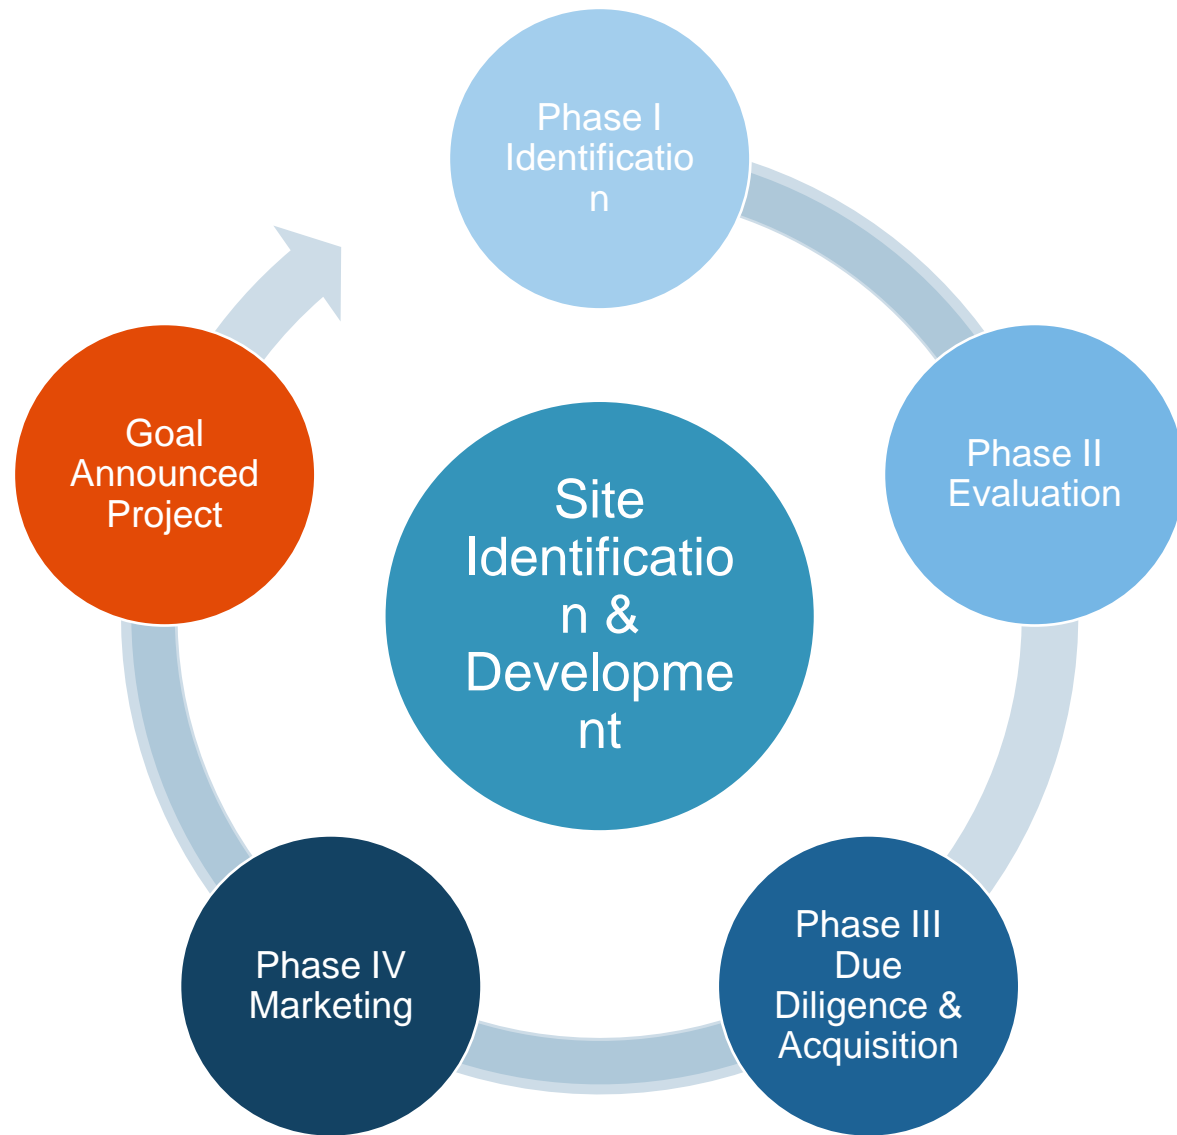 Phase I
Identificatio
n
Phase II
Evaluation
Phase III
Due
Diligence &
Acquisition
Phase IV
Marketing
Goal
Announced
Project
Site
Identificatio
n &
Developme
nt